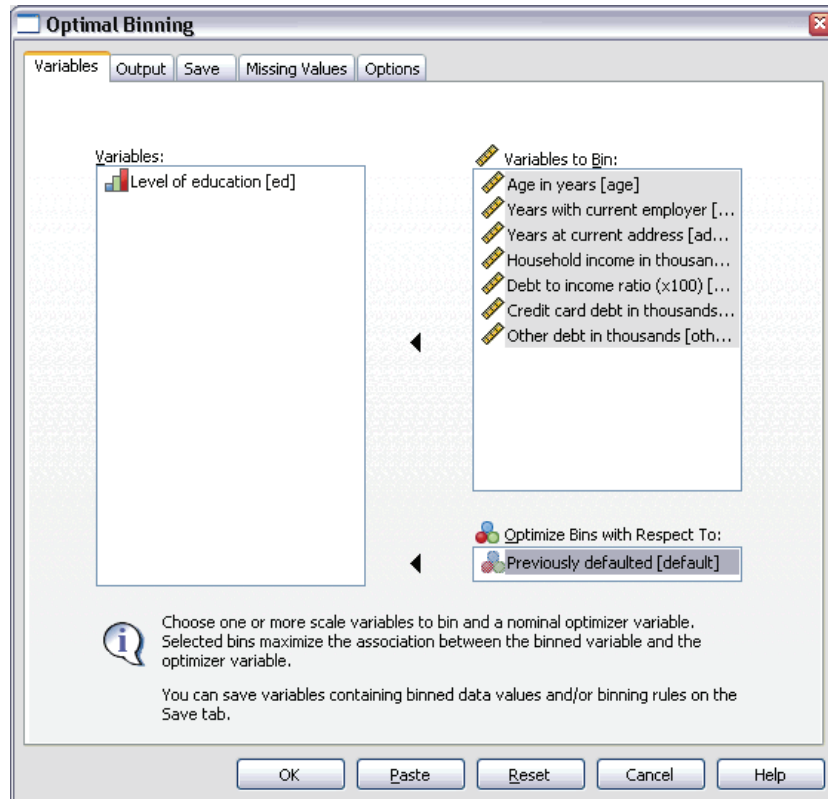 Optimal Binning
Variables Output Save Missing Values Options
Variables:
Level of education [ed]
Variables to Bin:
Age in years [age]
Years with current employer [...
Years at current address [ad...
Household income in thousan...
Debt to income ratio (x100) [...
Credit card debt in thousands...
Other debt in thousands [oth...
Optimize Bins with Respect To:
Previously defaulted [default]
Choose one or more scale variables to bin and a nominal optimizer variable.
Selected bins maximize the association between the binned variable and the
optimizer variable.
You can save variables containing binned data values and/or binning rules on the
Save tab.
OK Paste Reset Cancel Help